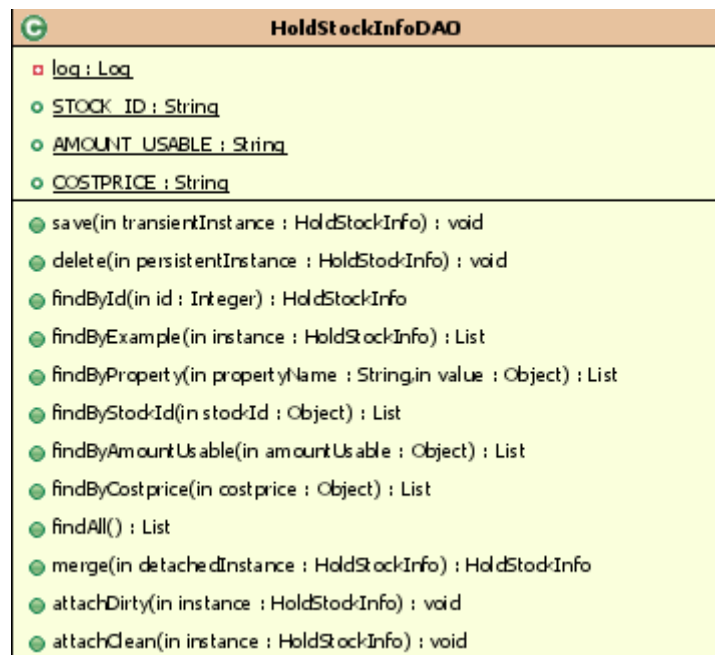 HoldStockInfoDAO
log : Log
STOCK_ID : String
AMOUNT_USABLE : String
COSTPRICE : String
save(in transientInstance : HoldStockInfo) : void
delete(in persistentInstance : HoldStockInfo) : void
findById(in id : Integer) : HoldStockInfo
findByExample(in instance : HoldStockInfo) : List
findByProperty(in propertyName : String,in value : Object) : List
findByStockId(in stockId : Object) : List
findByAmountUsable(in amountUsable : Object) : List
findByCostprice(in costprice : Object) : List
findAll() : List
merge(in detachedInstance : HoldStockInfo) : HoldStockInfo
attachDirty(in instance : HoldStockInfo) : void
attachClean(in instance : HoldStockInfo) : void